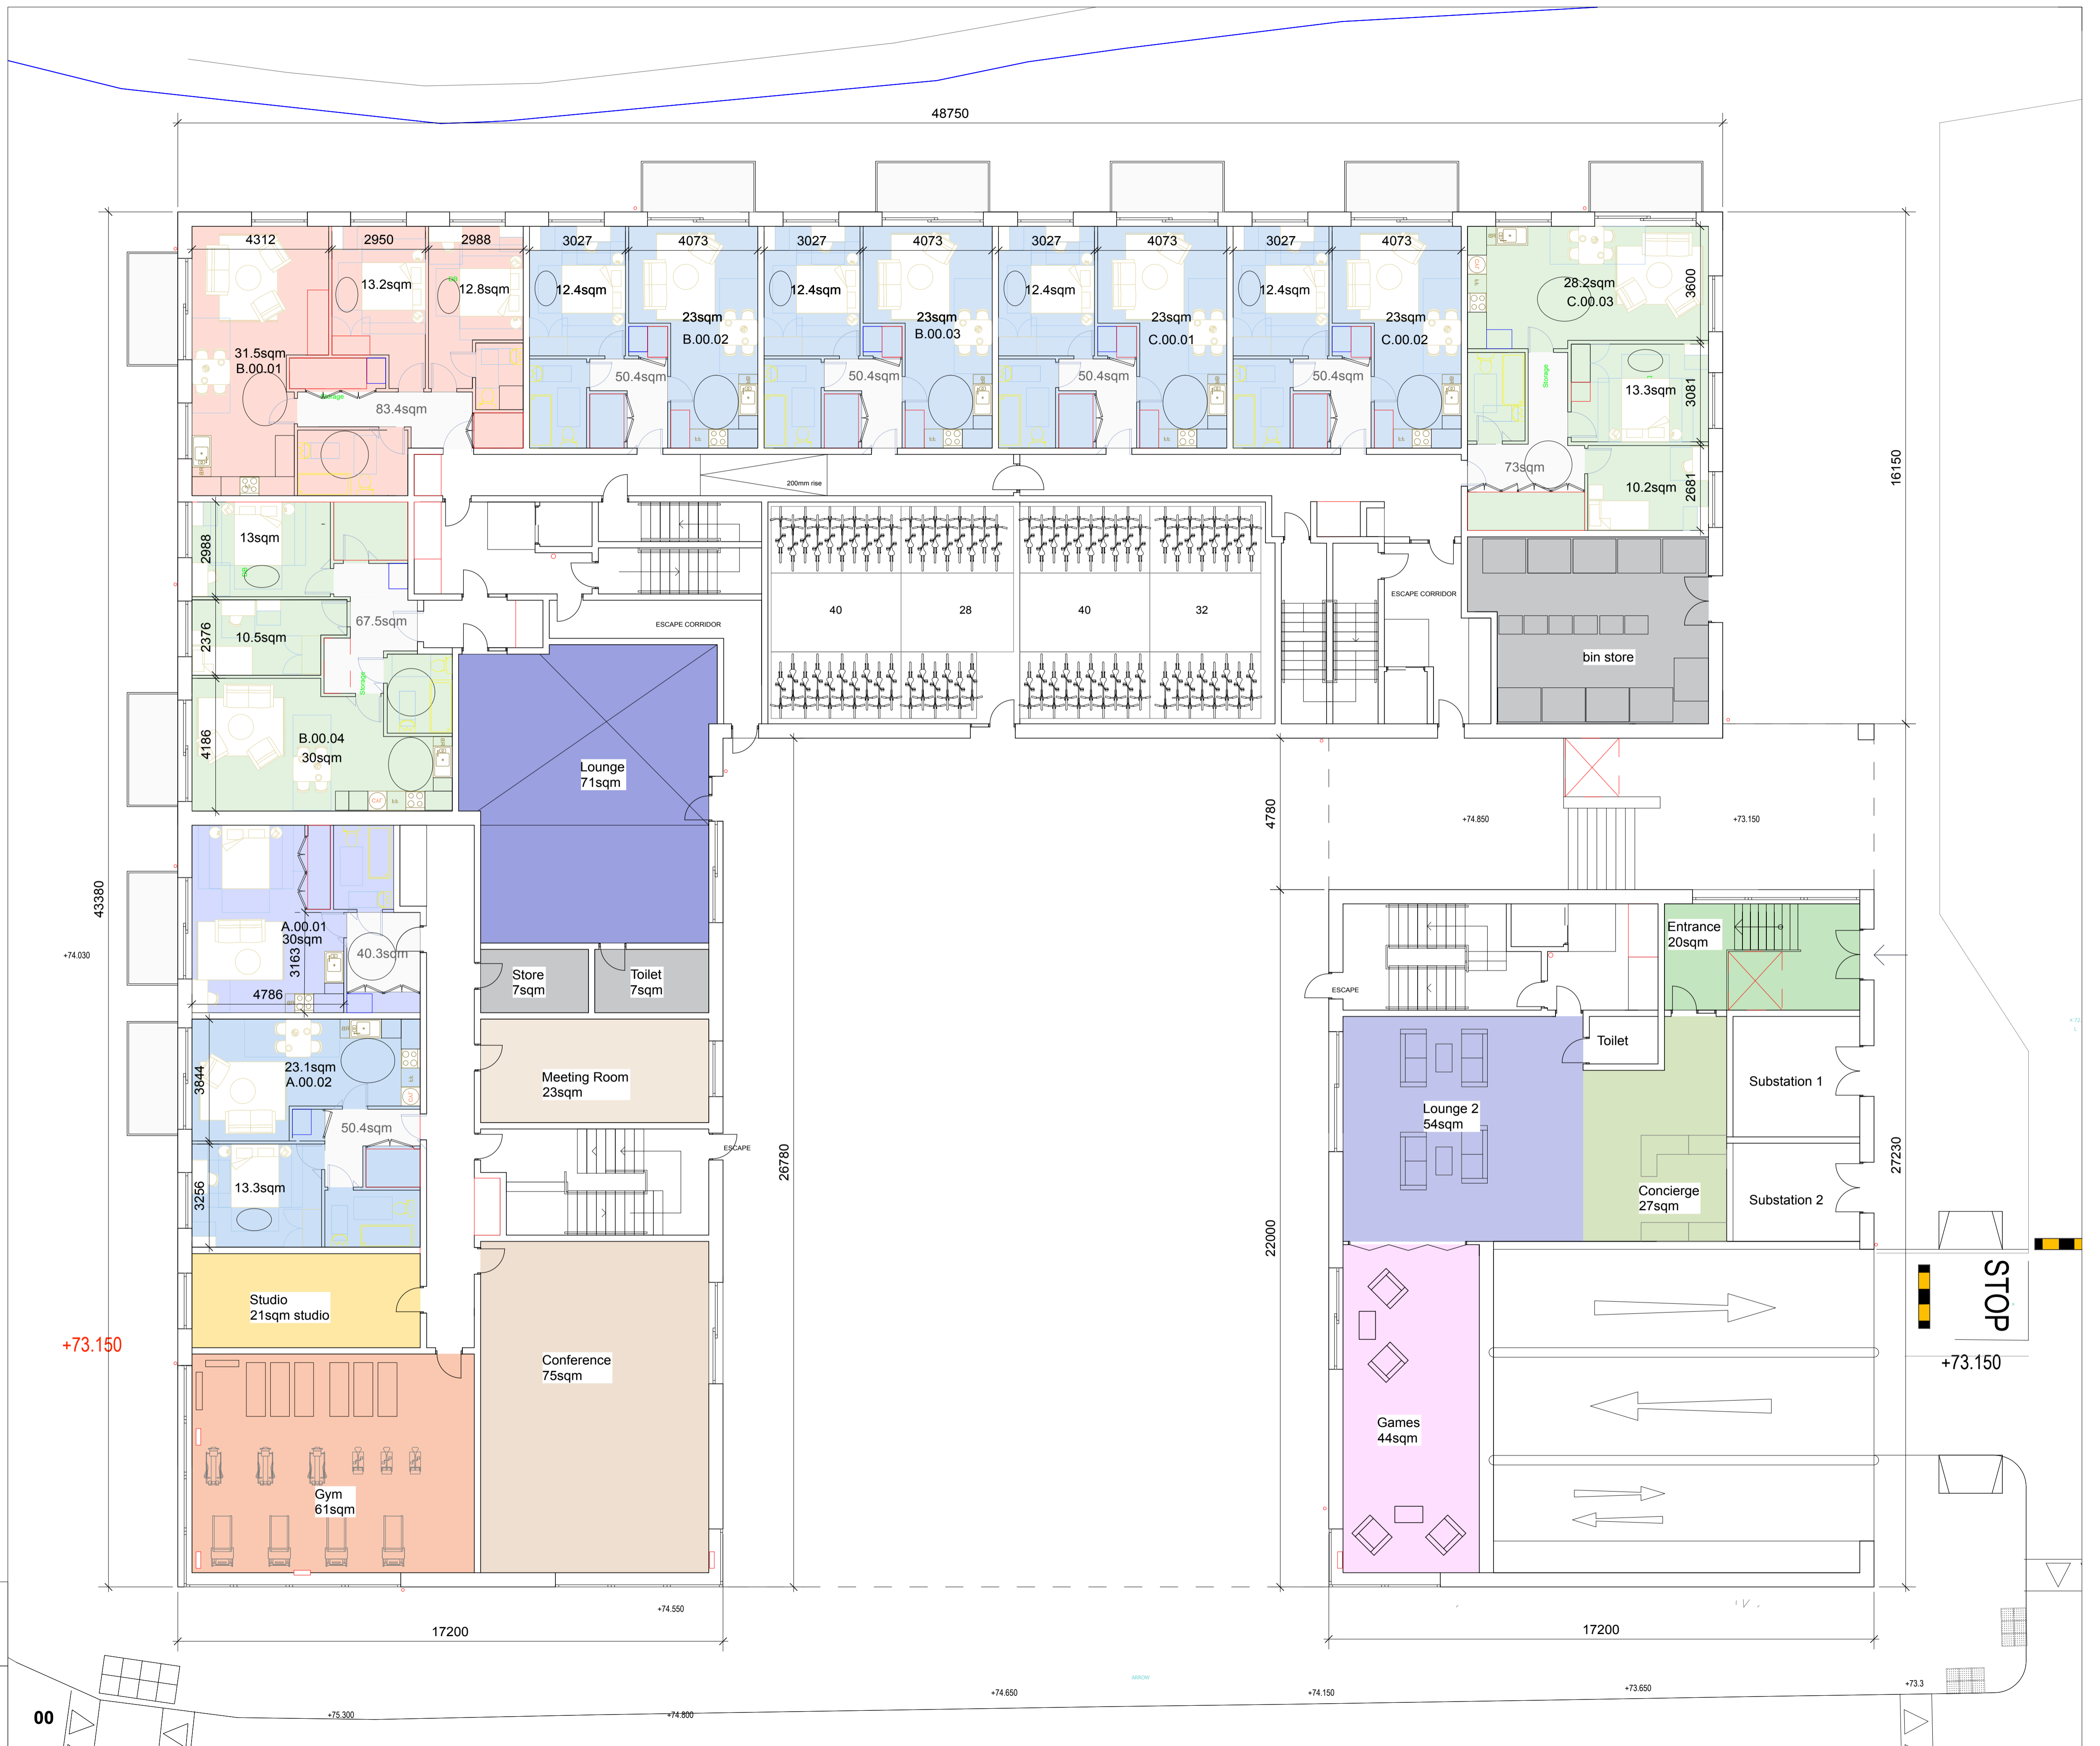 48750
4312
2950
2988
3027
4073
3027
4073
3027
4073
3027
4073
13.2sqm
12.8sqm
12.4sqm
12.4sqm
12.4sqm
12.4sqm
28.2sqm
C.00.03
3600
23sqm
B.00.02
23sqm
B.00.03
23sqm
C.00.01
23sqm
C.00.02
31.5sqm
B.00.01
50.4sqm
50.4sqm
50.4sqm
50.4sqm
Storage
13.3sqm
3081
Storage
83.4sqm
73sqm
10.2sqm
2681
16150
200mm rise
2988
13sqm
ESCAPE CORRIDOR
40
28
40
32
2376
10.5sqm
67.5sqm
ESCAPE CORRIDOR
bin store
Storage
4186
B.00.04
30sqm
Lounge
71sqm
4780
+74.850
+73.150
43380
A.00.01
30sqm
3163
40.3sqm
Entrance
20sqm
+74.030
Store
7sqm
Toilet
7sqm
4786
ESCAPE
Toilet
23.1sqm
A.00.02
3844
Meeting Room
23sqm
Substation 1
Lounge 2
54sqm
50.4sqm
ESCAPE
26780
27230
13.3sqm
3256
Concierge
27sqm
Substation 2
22000
Studio
21sqm studio
STOP
+73.150
Conference
75sqm
+73.150
Games
44sqm
Gym
61sqm
+74.550
17200
17200
ARROW
+74.650
+74.150
+73.650
+73.3
00
+75.300
+74.800